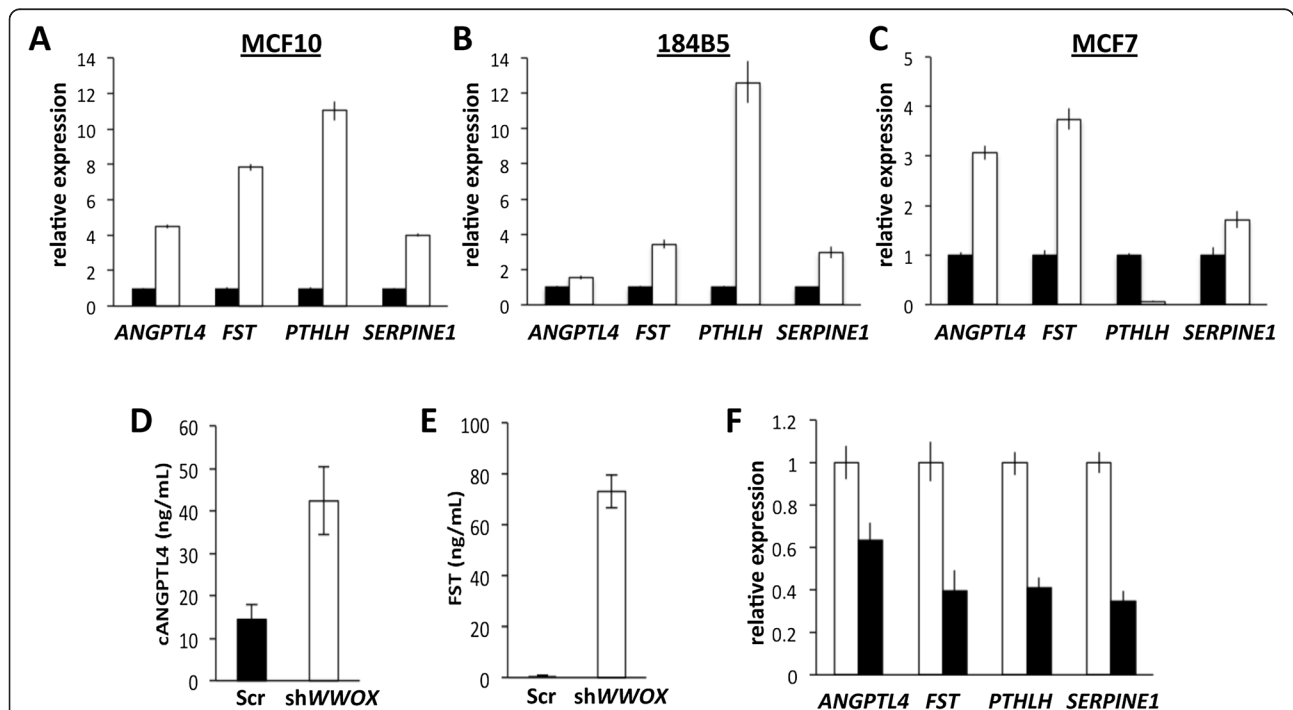 A
MCF10
relative expression
14
12
10
8
6
4
2
0
ANGPTL4 FST PTHLH SERPINE1
B
184B5
relative expression
14
12
10
8
6
4
2
0
ANGPTL4 FST PTHLH SERPINE1
C
MCF7
relative expression
5
4
3
2
1
0
ANGPTL4 FST PTHLH SERPINE1
D
cANGPTL4 (ng/mL)
60
50
40
30
20
10
0
Scr shWWOX
E
FST (ng/mL)
100
80
60
40
20
0
Scr shWWOX
F
relative expression
1.2
1
0.8
0.6
0.4
0.2
0
ANGPTL4 FST PTHLH SERPINE1